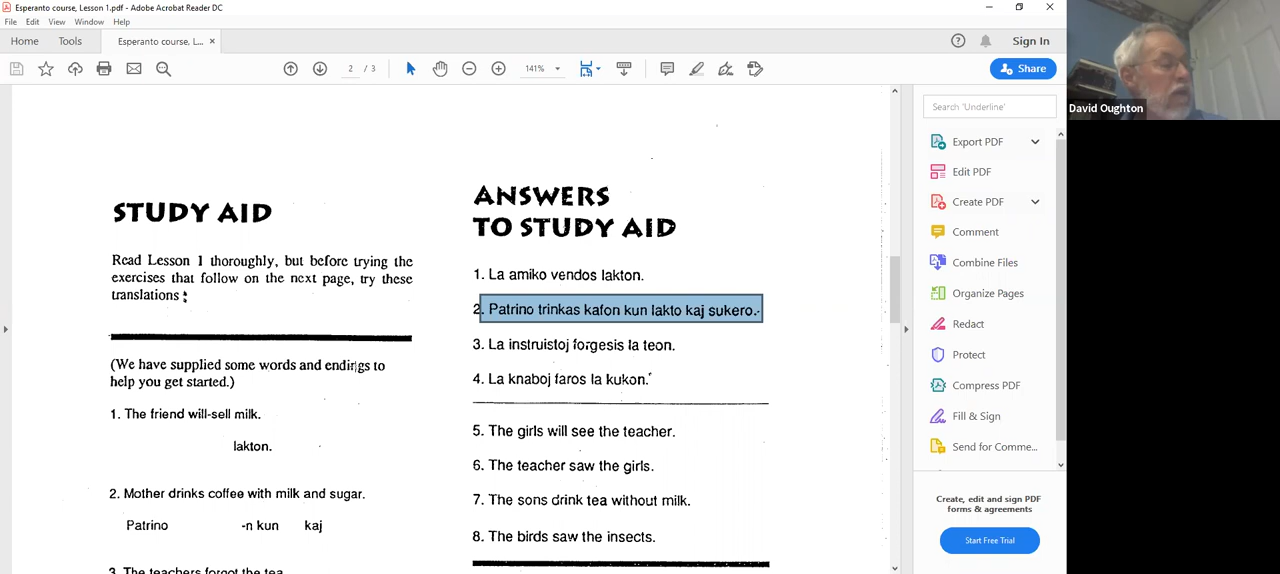 Esperanto course, Lesson 1.pdf - Adobe Acrobat Reader DC
File Edit View Window Help
Home Tools Esperanto course, L... × Sign In
2 / 3 141% Share
David Oughton
STUDY AID
Read Lesson 1 thoroughly, but before trying the
exercises that follow on the next page, try these
translations :
(We have supplied some words and endings to
help you get started.)
1. The friend will-sell milk.
lakton.
2. Mother drinks coffee with milk and sugar.
Patrino -n kun kaj
3. The teachers forgot the tea.
ANSWERS
TO STUDY AID
1. La amiko vendos lakton.
2. Patrino trinkas kafon kun lakto kaj sukero.
3. La instruistoj forgesis la teon.
4. La knaboj faros la kukon.
5. The girls will see the teacher.
6. The teacher saw the girls.
7. The sons drink tea without milk.
8. The birds saw the insects.
Search 'Underline'
Export PDF
Edit PDF
Create PDF
Comment
Combine Files
Organize Pages
Redact
Protect
Compress PDF
Fill & Sign
Send for Comme...
Create, edit and sign PDF
forms & agreements
Start Free Trial